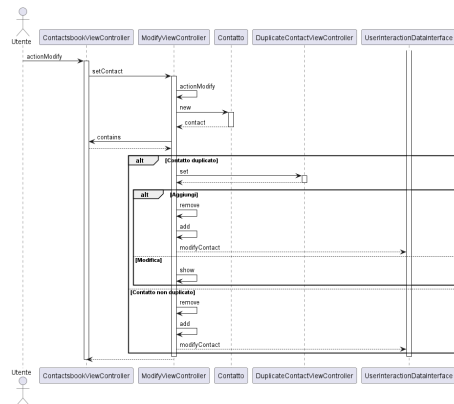 Utente
ContactsbookViewController
ModifyViewController
Contatto
DuplicateContactViewController
UserInteractionDataInterface
actionModify
setContact
actionModify
new
contact
contains
alt [Contatto duplicato]
set
alt [Aggiungi]
remove
add
modifyContact
[Modifica]
show
[Contatto non duplicato]
remove
add
modifyContact
Utente
ContactsbookViewController
ModifyViewController
Contatto
DuplicateContactViewController
UserInteractionDataInterface